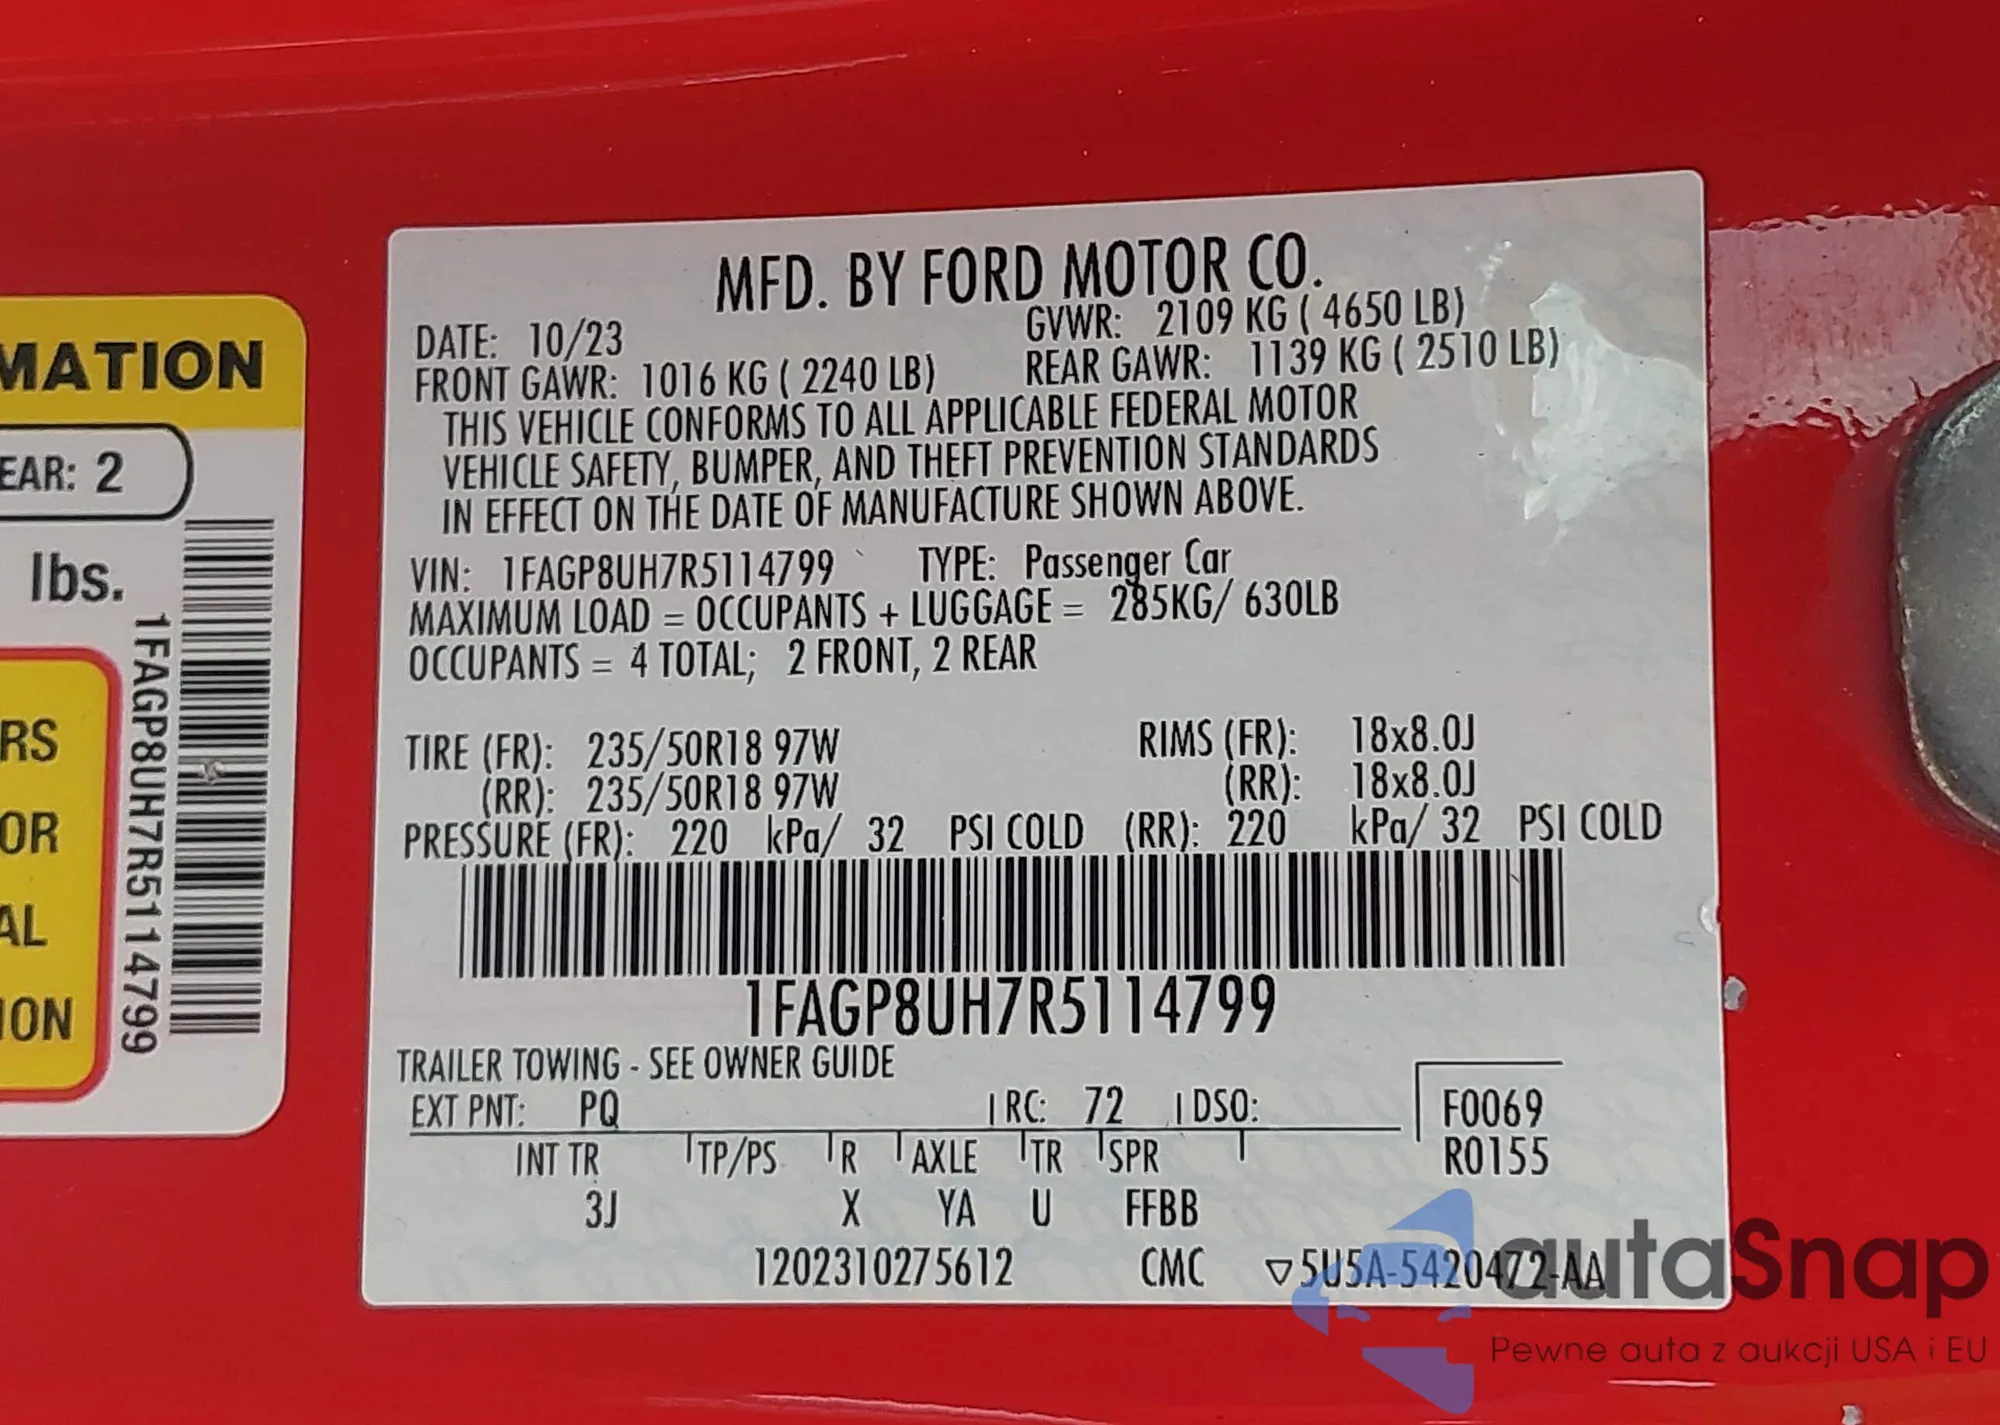 MATION
EAR: 2
lbs.
1FAGP8UH7R5114799
RS
OR
AL
ION
MFD. BY FORD MOTOR CO.
DATE: 10/23 GVWR: 2109 KG ( 4650 LB)
FRONT GAWR: 1016 KG ( 2240 LB) REAR GAWR: 1139 KG ( 2510 LB)
THIS VEHICLE CONFORMS TO ALL APPLICABLE FEDERAL MOTOR
VEHICLE SAFETY, BUMPER, AND THEFT PREVENTION STANDARDS
IN EFFECT ON THE DATE OF MANUFACTURE SHOWN ABOVE.
VIN: 1FAGP8UH7R5114799 TYPE: Passenger Car
MAXIMUM LOAD = OCCUPANTS + LUGGAGE = 285KG/ 630LB
OCCUPANTS = 4 TOTAL; 2 FRONT, 2 REAR
TIRE (FR): 235/50R18 97W RIMS (FR): 18x8.0J
(RR): 235/50R18 97W (RR): 18x8.0J
PRESSURE (FR): 220 kPa/ 32 PSI COLD (RR): 220 kPa/ 32 PSI COLD
1FAGP8UH7R5114799
TRAILER TOWING - SEE OWNER GUIDE
EXT PNT: PQ RC: 72 DSO: F0069
INT TR TP/PS R AXLE TR SPR R0155
3J X YA U FFBB
1202310275612 CMC ▽5U5A-5420472-AA
autaSnap
Pewne auta z aukcji USA i EU